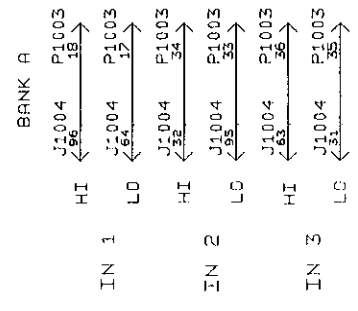 BANK A
J1004 P1003
96 18
HI
J1004 P1003
64 17
LO
IN 1
J1004 P1003
32 34
HI
J1004 P1003
95 33
LO
IN 2
J1004 P1003
63 36
HI
J1004 P1003
31 35
LO
IN 3